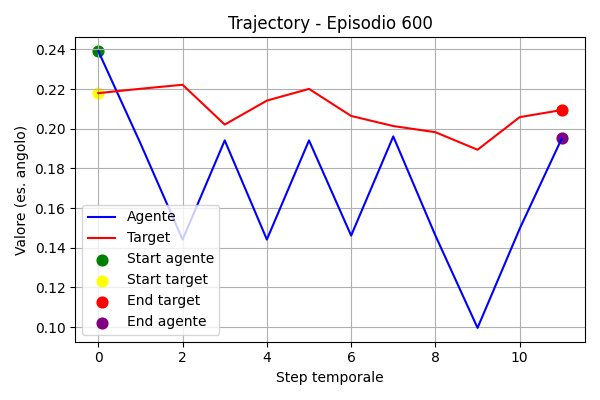 Trajectory - Episodio 600
Valore (es. angolo)
0.24
0.22
0.20
0.18
0.16
0.14
0.12
0.10
Agente
Target
Start agente
Start target
End target
End agente
0 2 4 6 8 10
Step temporale